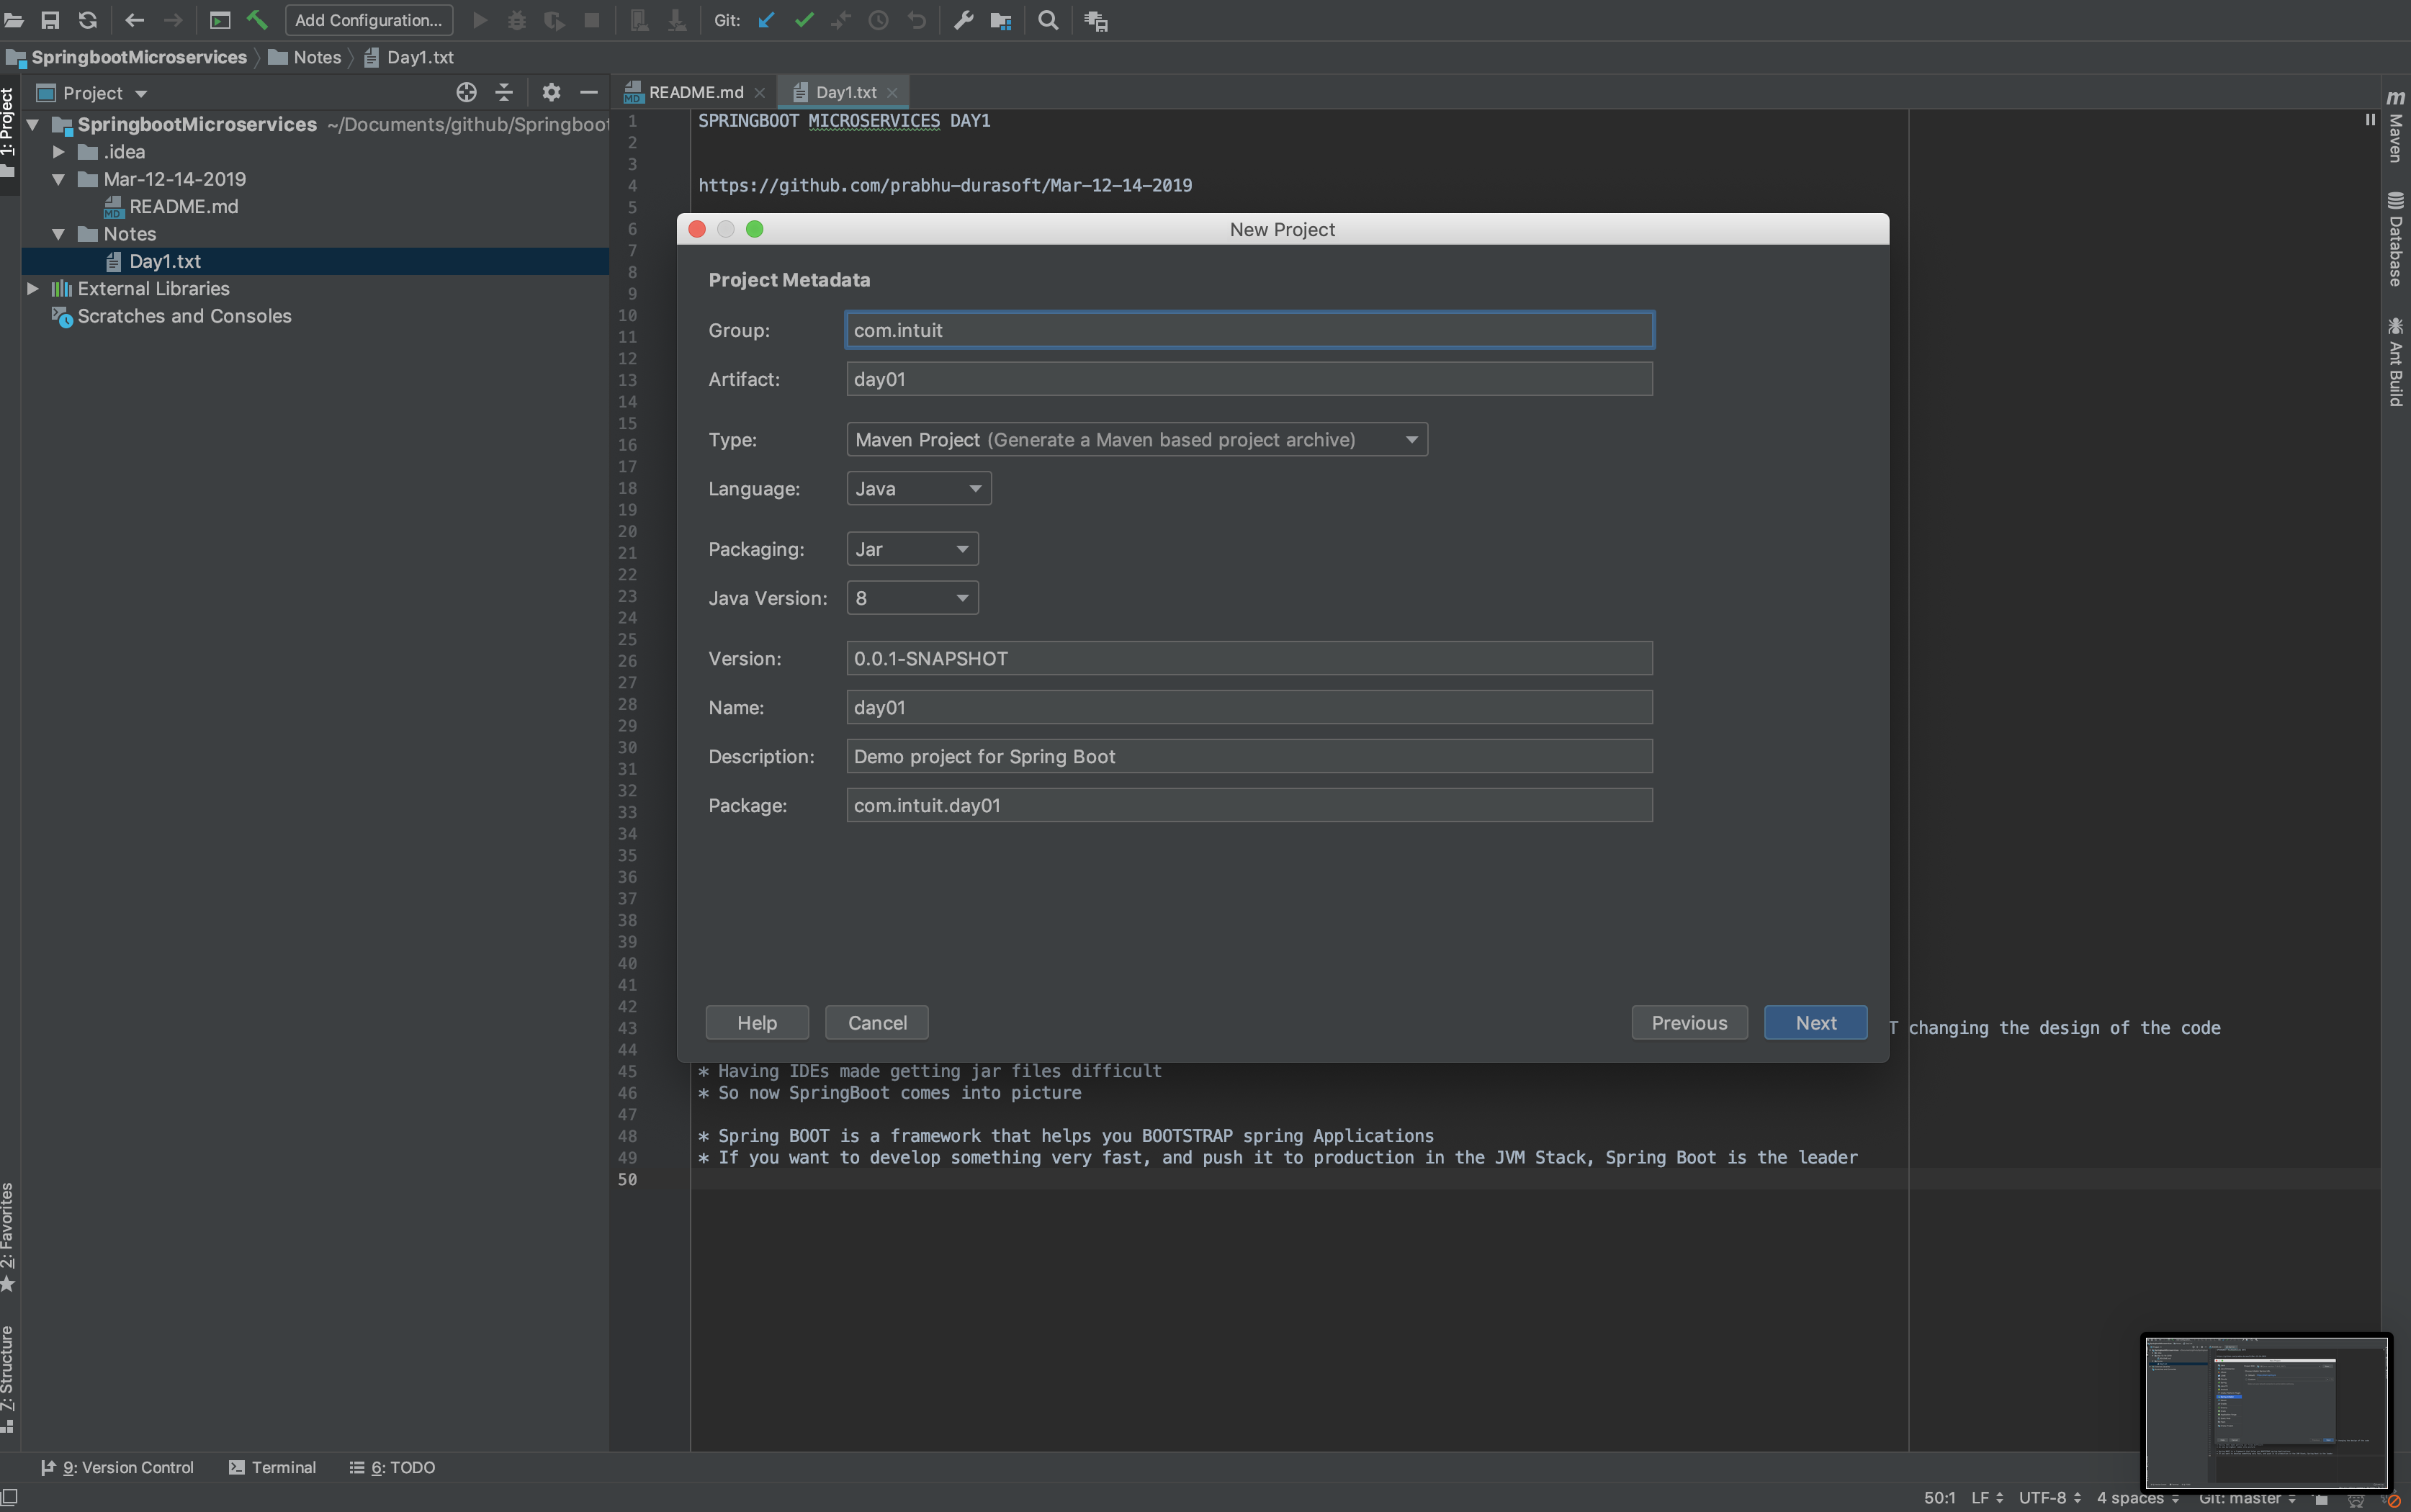 Add Configuration...
Git:
SpringbootMicroservices
Notes
Day1.txt
1: Project
Project
SpringbootMicroservices ~/Documents/github/Springboot
.idea
Mar-12-14-2019
README.md
Notes
Day1.txt
External Libraries
Scratches and Consoles
README.md
Day1.txt
1 SPRINGBOOT MICROSERVICES DAY1
2
3
4 https://github.com/prabhu-durasoft/Mar-12-14-2019
5
6
7
8
9
10
11
12
13
14
15
16
17
18
19
20
21
22
23
24
25
26
27
28
29
30
31
32
33
34
35
36
37
38
39
40
41
42
43 T changing the design of the code
44
45 * Having IDEs made getting jar files difficult
46 * So now SpringBoot comes into picture
47
48 * Spring BOOT is a framework that helps you BOOTSTRAP spring Applications
49 * If you want to develop something very fast, and push it to production in the JVM Stack, Spring Boot is the leader
50
New Project
Project Metadata
Group: com.intuit
Artifact: day01
Type: Maven Project (Generate a Maven based project archive)
Language: Java
Packaging: Jar
Java Version: 8
Version: 0.0.1-SNAPSHOT
Name: day01
Description: Demo project for Spring Boot
Package: com.intuit.day01
Help
Cancel
Previous
Next
m Maven
Database
Ant Build
2: Favorites
Z: Structure
9: Version Control
Terminal
6: TODO
50:1 LF UTF-8 4 spaces Git: master